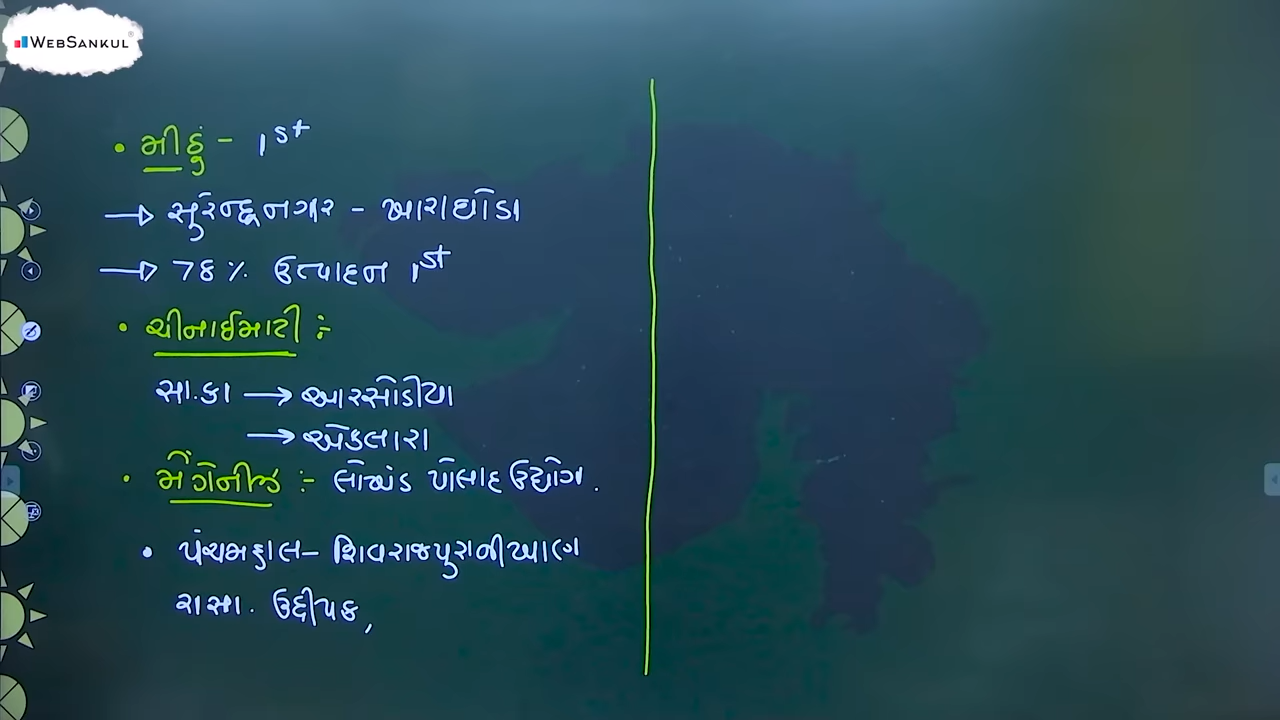 WEBSANKUL®
• મીઠું - 1st
→ સુરેન્દ્રનગર - ખારાઘોડા
→ 78% ઉત્પાદન 1st
• ચીનાઈમાટી :-
સા.કા → આરસોડીયા
→ એકલારા
• મેંગેનીઝ :- લોખંડ પોલાદ ઉદ્યોગ.
• પંચમહાલ - શિવરાજપુરાની ખાણ
રાસા. ઉદ્દીપક,